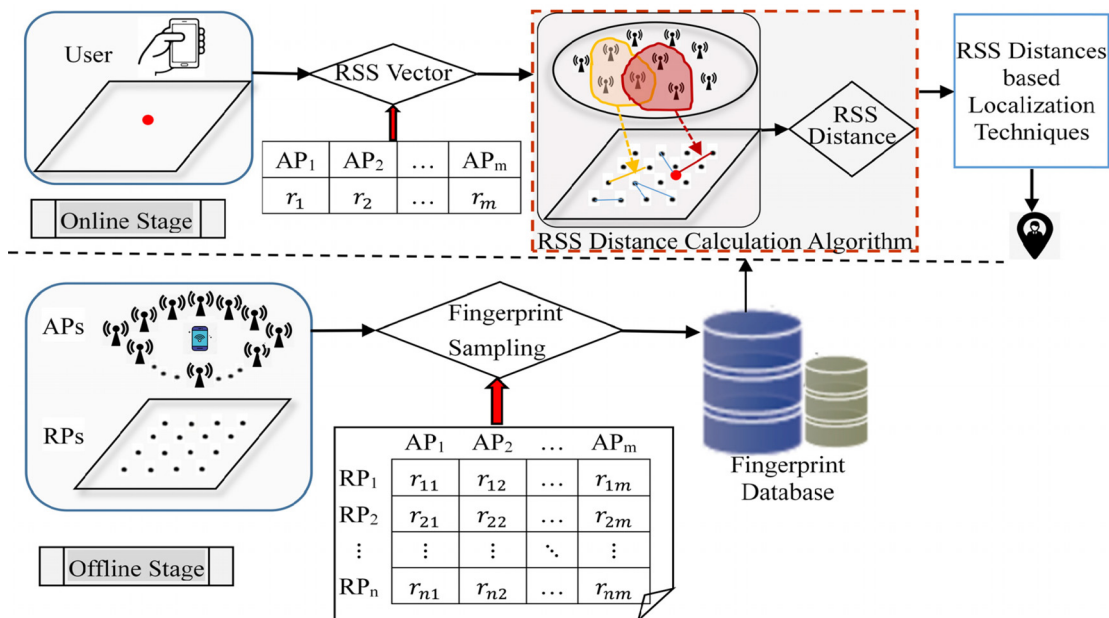 User
RSS Vector
AP₁ AP₂ … APₘ
r₁ r₂ … rₘ
Online Stage
RSS
Distance
RSS Distance Calculation Algorithm
RSS Distances
based
Localization
Techniques
APs
RPs
Offline Stage
Fingerprint
Sampling
AP₁ AP₂ … APₘ
RP₁ r₁₁ r₁₂ … r₁ₘ
RP₂ r₂₁ r₂₂ … r₂ₘ
⋮ ⋮ ⋮ ⋱ ⋮
RPₙ rₙ₁ rₙ₂ … rₙₘ
Fingerprint
Database